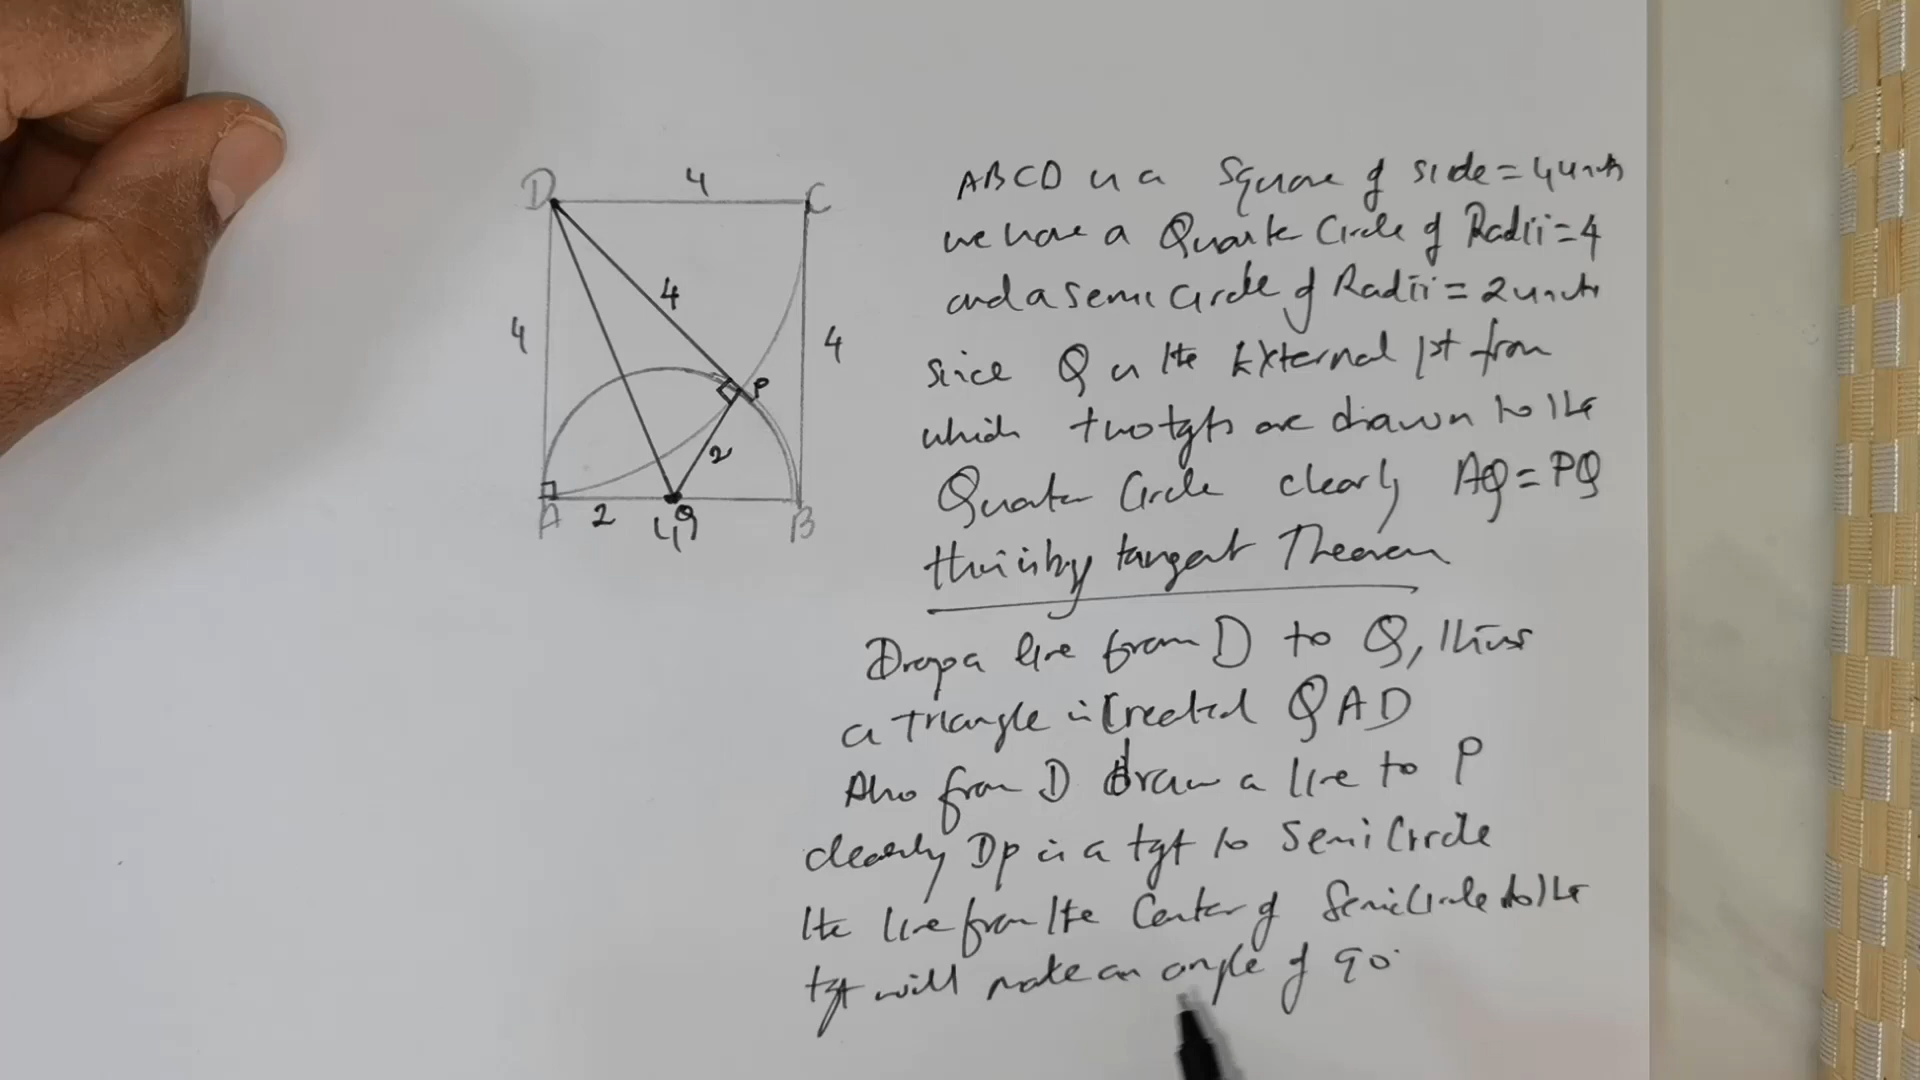 D 4 C
4 4 4
P
2
A 2 4 Q B
ABCD is a Square of side = 4 units
we have a Quarter Circle of Radii = 4
and a semi circle of Radii = 2 units
since Q is the External pt from
which two tgts are drawn to the
Quarter Circle clearly AQ = PQ
this is by tangent Theorem
Drop a line from D to Q, thus
a triangle is Created QAD
Also from D draw a line to P
clearly DP is a tgt to Semi Circle
the line from the Center of Semi Circle to the
tgt will make an angle of 90°